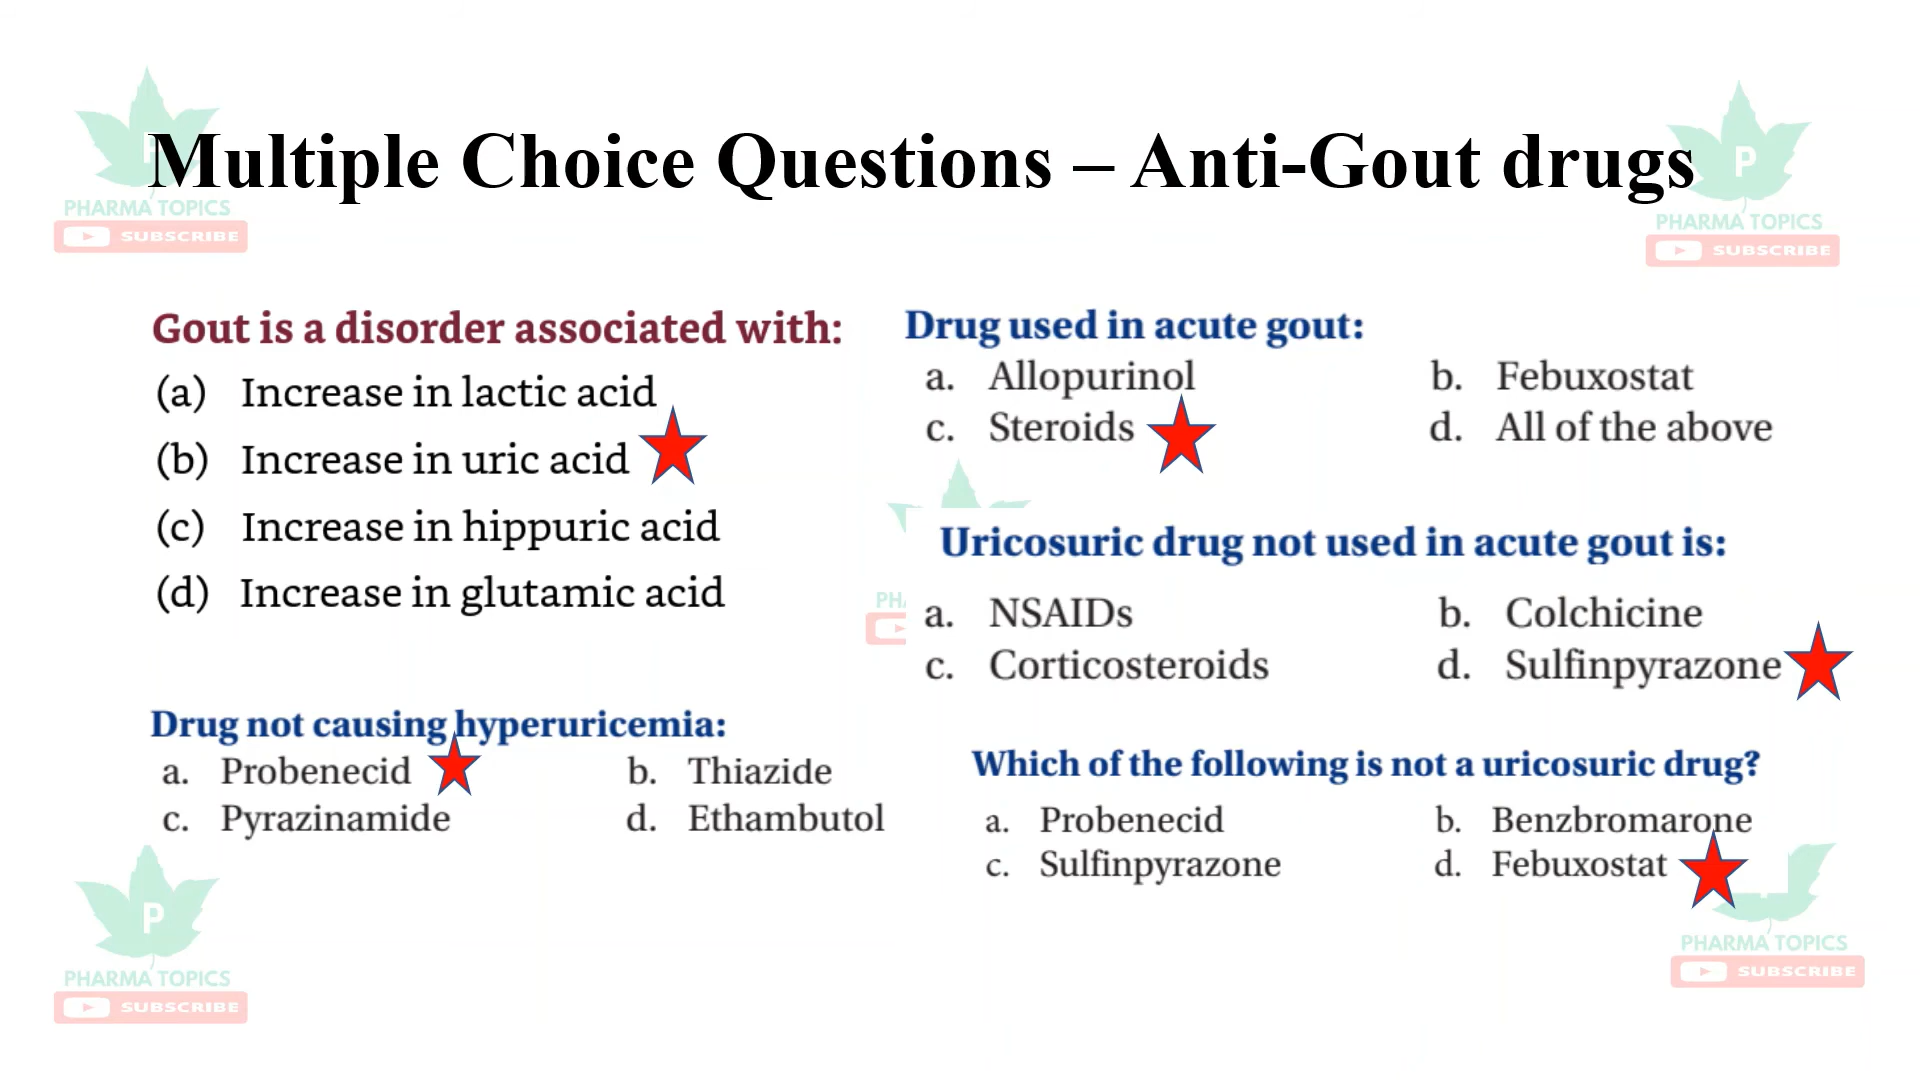 Multiple Choice Questions – Anti-Gout drugs
PHARMA TOPICS
SUBSCRIBE
P
PHARMA TOPICS
SUBSCRIBE
Gout is a disorder associated with:
(a) Increase in lactic acid
(b) Increase in uric acid
(c) Increase in hippuric acid
(d) Increase in glutamic acid
Drug not causing hyperuricemia:
a. Probenecid b. Thiazide
c. Pyrazinamide d. Ethambutol
Drug used in acute gout:
a. Allopurinol b. Febuxostat
c. Steroids d. All of the above
Uricosuric drug not used in acute gout is:
PH
a. NSAIDs b. Colchicine
c. Corticosteroids d. Sulfinpyrazone
Which of the following is not a uricosuric drug?
a. Probenecid b. Benzbromarone
c. Sulfinpyrazone d. Febuxostat
P
PHARMA TOPICS
SUBSCRIBE
PHARMA TOPICS
SUBSCRIBE